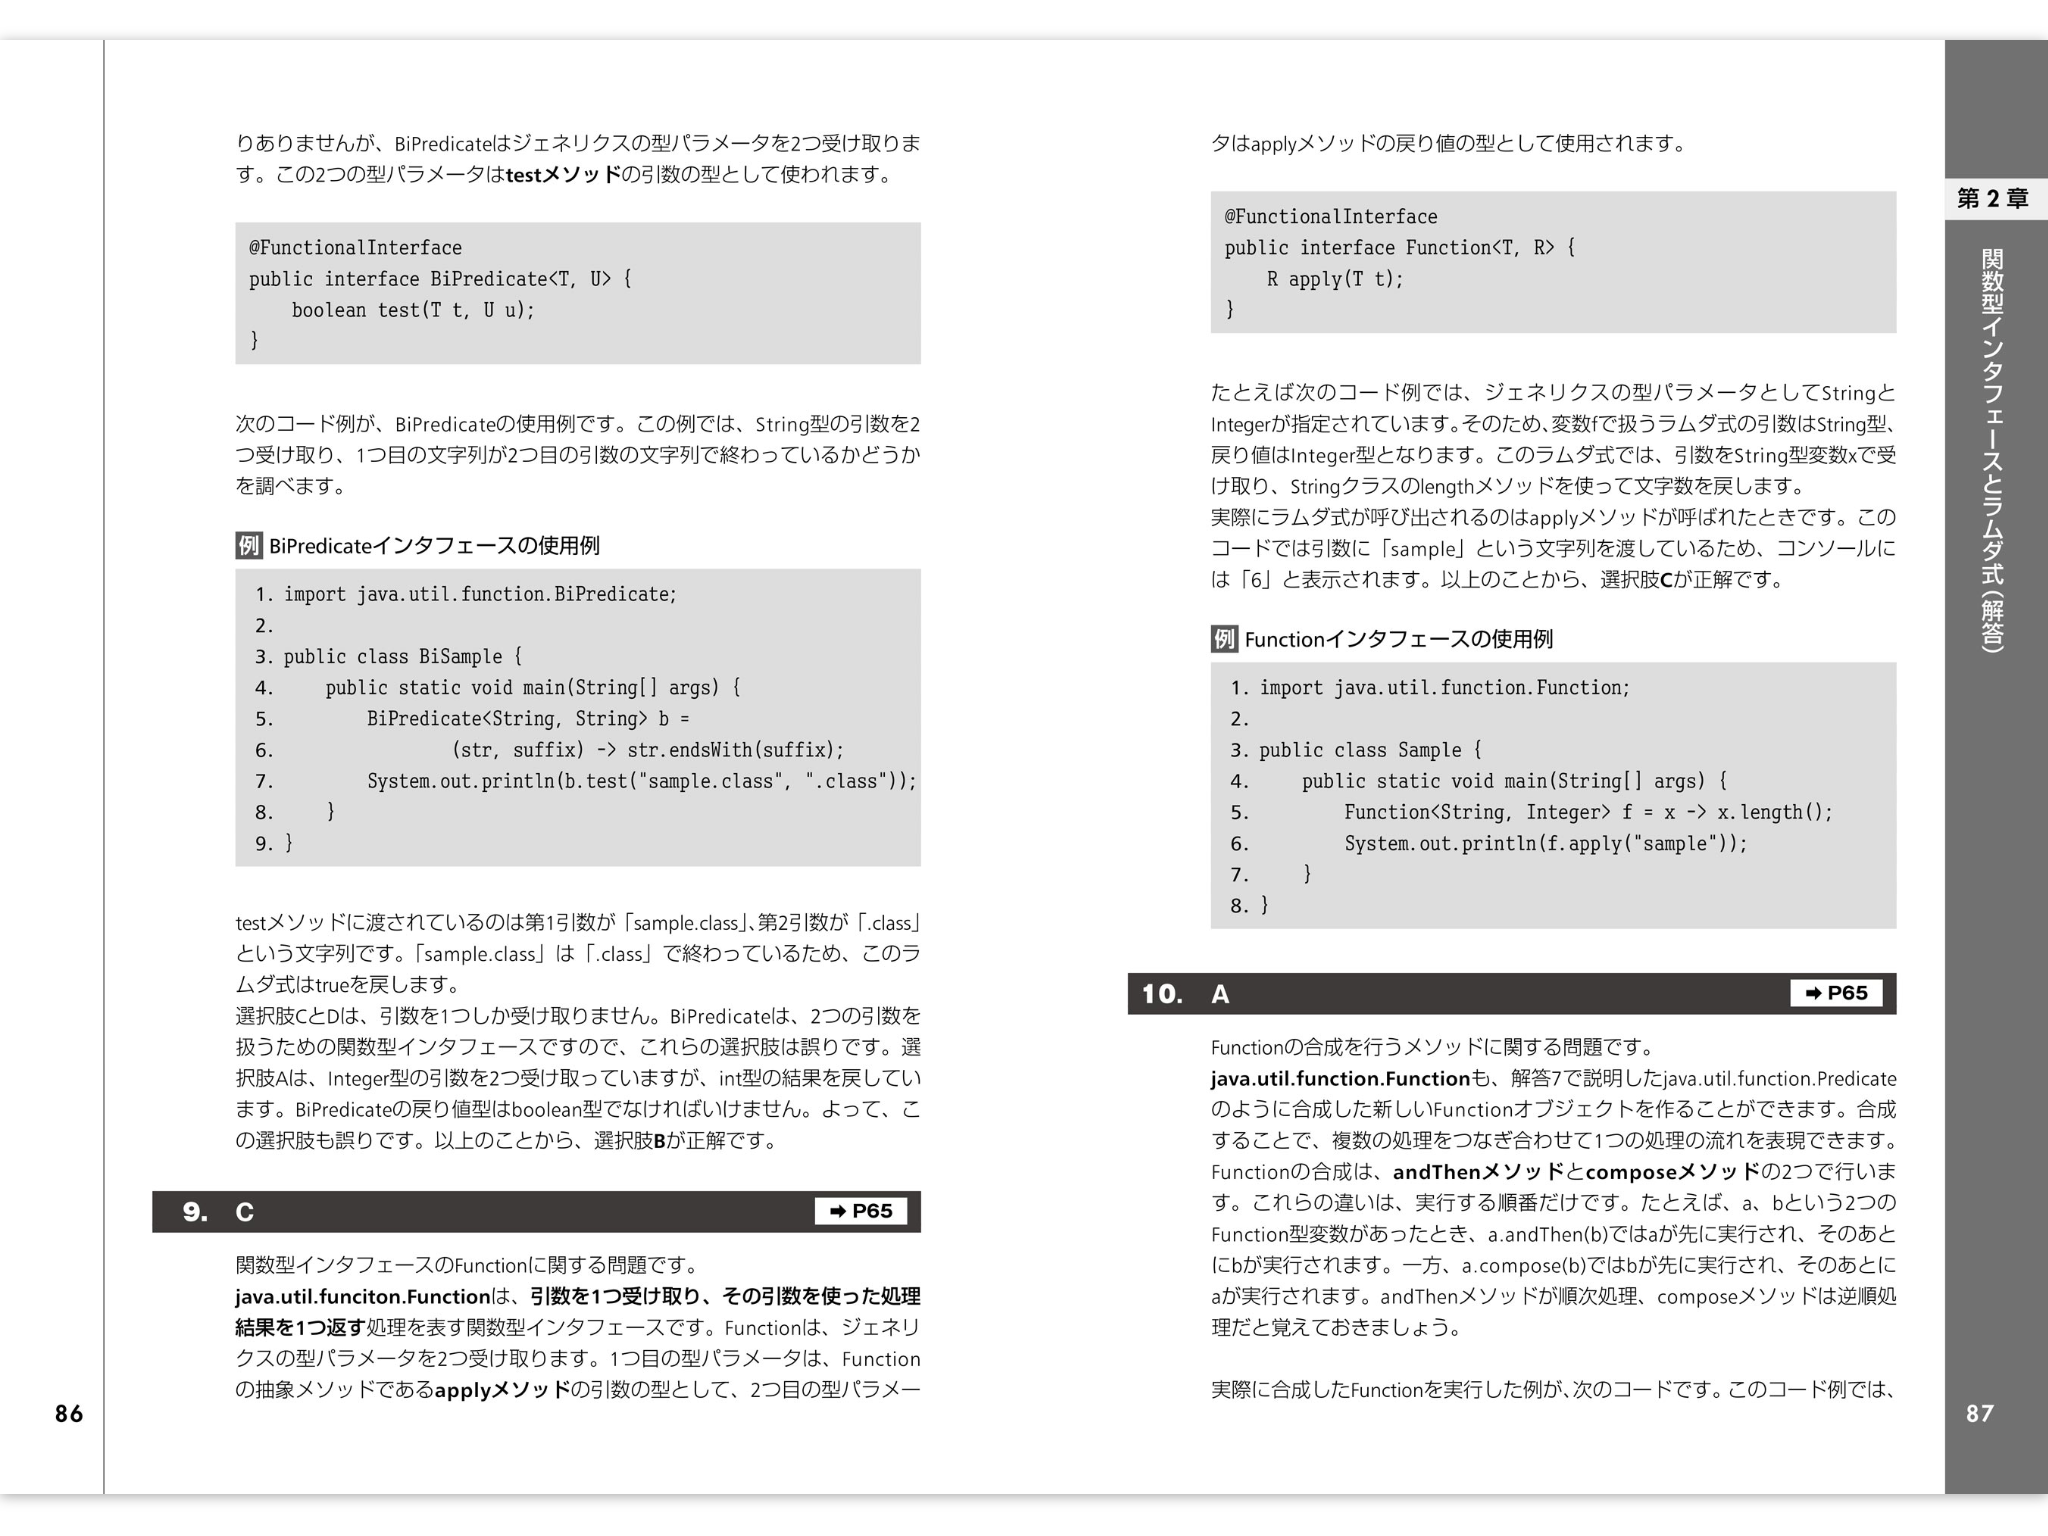 りありませんが、BiPredicateはジェネリクスの型パラメータを2つ受け取りま
す。この2つの型パラメータはtestメソッドの引数の型として使われます。
@FunctionalInterface
public interface BiPredicate<T, U> {
    boolean test(T t, U u);
}
次のコード例が、BiPredicateの使用例です。この例では、String型の引数を2
つ受け取り、1つ目の文字列が2つ目の引数の文字列で終わっているかどうか
を調べます。
例 BiPredicateインタフェースの使用例
1. import java.util.function.BiPredicate;
2.
3. public class BiSample {
4.     public static void main(String[] args) {
5.         BiPredicate<String, String> b =
6.                 (str, suffix) -> str.endsWith(suffix);
7.         System.out.println(b.test("sample.class", ".class"));
8.     }
9. }
testメソッドに渡されているのは第1引数が「sample.class」、第2引数が「.class」
という文字列です。「sample.class」は「.class」で終わっているため、このラ
ムダ式はtrueを戻します。
選択肢CとDは、引数を1つしか受け取りません。BiPredicateは、2つの引数を
扱うための関数型インタフェースですので、これらの選択肢は誤りです。選
択肢Aは、Integer型の引数を2つ受け取っていますが、int型の結果を戻してい
ます。BiPredicateの戻り値型はboolean型でなければいけません。よって、こ
の選択肢も誤りです。以上のことから、選択肢Bが正解です。
9. C ➡ P65
関数型インタフェースのFunctionに関する問題です。
java.util.funciton.Functionは、引数を1つ受け取り、その引数を使った処理
結果を1つ返す処理を表す関数型インタフェースです。Functionは、ジェネリ
クスの型パラメータを2つ受け取ります。1つ目の型パラメータは、Function
の抽象メソッドであるapplyメソッドの引数の型として、2つ目の型パラメー
86
タはapplyメソッドの戻り値の型として使用されます。
@FunctionalInterface
public interface Function<T, R> {
    R apply(T t);
}
たとえば次のコード例では、ジェネリクスの型パラメータとしてStringと
Integerが指定されています。そのため、変数fで扱うラムダ式の引数はString型、
戻り値はInteger型となります。このラムダ式では、引数をString型変数xで受
け取り、Stringクラスのlengthメソッドを使って文字数を戻します。
実際にラムダ式が呼び出されるのはapplyメソッドが呼ばれたときです。この
コードでは引数に「sample」という文字列を渡しているため、コンソールに
は「6」と表示されます。以上のことから、選択肢Cが正解です。
例 Functionインタフェースの使用例
1. import java.util.function.Function;
2.
3. public class Sample {
4.     public static void main(String[] args) {
5.         Function<String, Integer> f = x -> x.length();
6.         System.out.println(f.apply("sample"));
7.     }
8. }
10. A ➡ P65
Functionの合成を行うメソッドに関する問題です。
java.util.function.Functionも、解答7で説明したjava.util.function.Predicate
のように合成した新しいFunctionオブジェクトを作ることができます。合成
することで、複数の処理をつなぎ合わせて1つの処理の流れを表現できます。
Functionの合成は、andThenメソッドとcomposeメソッドの2つで行いま
す。これらの違いは、実行する順番だけです。たとえば、a、bという2つの
Function型変数があったとき、a.andThen(b)ではaが先に実行され、そのあと
にbが実行されます。一方、a.compose(b)ではbが先に実行され、そのあとに
aが実行されます。andThenメソッドが順次処理、composeメソッドは逆順処
理だと覚えておきましょう。
実際に合成したFunctionを実行した例が、次のコードです。このコード例では、
第2章
関数型インタフェースとラムダ式(解答)
87